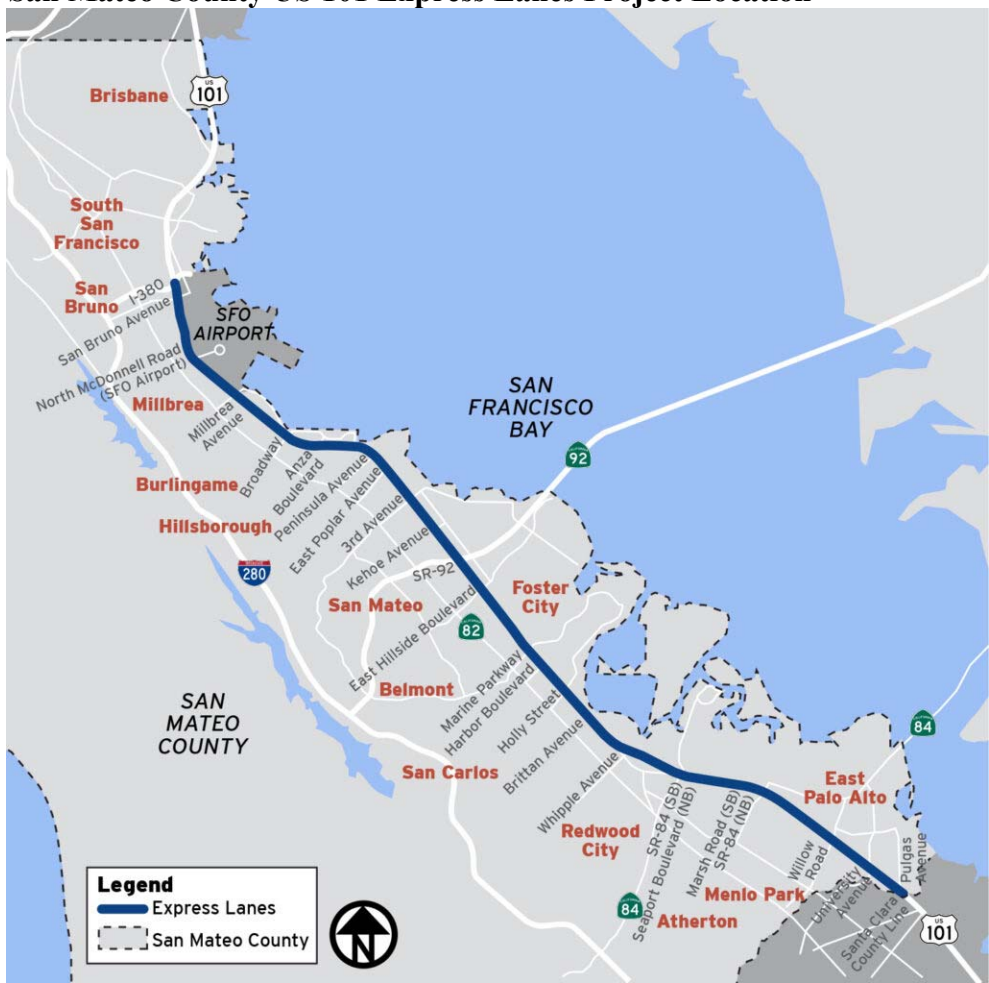 San Mateo County US 101 Express Lanes Project Location
Brisbane
US
101
South
San
Francisco
San
Bruno
I-380
San Bruno Avenue
SFO
AIRPORT
North McDonnell Road
(SFO Airport)
Millbrea
Millbrea
Avenue
SAN
FRANCISCO
BAY
Broadway
Anza
Boulevard
Burlingame
Peninsula Avenue
CALIFORNIA
92
Hillsborough
East Poplar Avenue
3rd Avenue
280
Kehoe Avenue
SR-92
Foster
City
San Mateo
East Hillside Boulevard
CALIFORNIA
82
Belmont
Marine Parkway
Harbor Boulevard
SAN
MATEO
COUNTY
Holly Street
San Carlos
Brittan Avenue
CALIFORNIA
84
Whipple Avenue
East
Palo Alto
Redwood
City
SR-84 (SB)
Seaport Boulevard (NB)
Marsh Road (SB)
SR-84 (NB)
Willow
Road
University
Avenue
Pulgas
Avenue
Menlo Park
CALIFORNIA
84
Atherton
Santa Clara
County Line
US
101
Legend
Express Lanes
San Mateo County
N